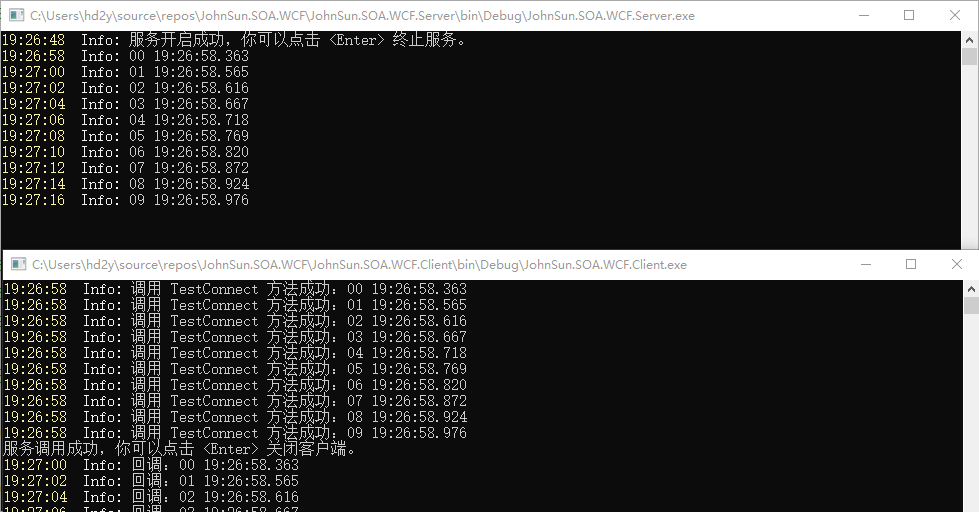 C:\Users\hd2y\source\repos\JohnSun.SOA.WCF\JohnSun.SOA.WCF.Server\bin\Debug\JohnSun.SOA.WCF.Server.exe
19:26:48  Info: 服务开启成功，你可以点击 <Enter> 终止服务。
19:26:58  Info: 00 19:26:58.363
19:27:00  Info: 01 19:26:58.565
19:27:02  Info: 02 19:26:58.616
19:27:04  Info: 03 19:26:58.667
19:27:06  Info: 04 19:26:58.718
19:27:08  Info: 05 19:26:58.769
19:27:10  Info: 06 19:26:58.820
19:27:12  Info: 07 19:26:58.872
19:27:14  Info: 08 19:26:58.924
19:27:16  Info: 09 19:26:58.976
C:\Users\hd2y\source\repos\JohnSun.SOA.WCF\JohnSun.SOA.WCF.Client\bin\Debug\JohnSun.SOA.WCF.Client.exe
19:26:58  Info: 调用 TestConnect 方法成功：00 19:26:58.363
19:26:58  Info: 调用 TestConnect 方法成功：01 19:26:58.565
19:26:58  Info: 调用 TestConnect 方法成功：02 19:26:58.616
19:26:58  Info: 调用 TestConnect 方法成功：03 19:26:58.667
19:26:58  Info: 调用 TestConnect 方法成功：04 19:26:58.718
19:26:58  Info: 调用 TestConnect 方法成功：05 19:26:58.769
19:26:58  Info: 调用 TestConnect 方法成功：06 19:26:58.820
19:26:58  Info: 调用 TestConnect 方法成功：07 19:26:58.872
19:26:58  Info: 调用 TestConnect 方法成功：08 19:26:58.924
19:26:58  Info: 调用 TestConnect 方法成功：09 19:26:58.976
服务调用成功，你可以点击 <Enter> 关闭客户端。
19:27:00  Info: 回调：00 19:26:58.363
19:27:02  Info: 回调：01 19:26:58.565
19:27:04  Info: 回调：02 19:26:58.616
19:27:06  Info: 回调：03 19:26:58.667